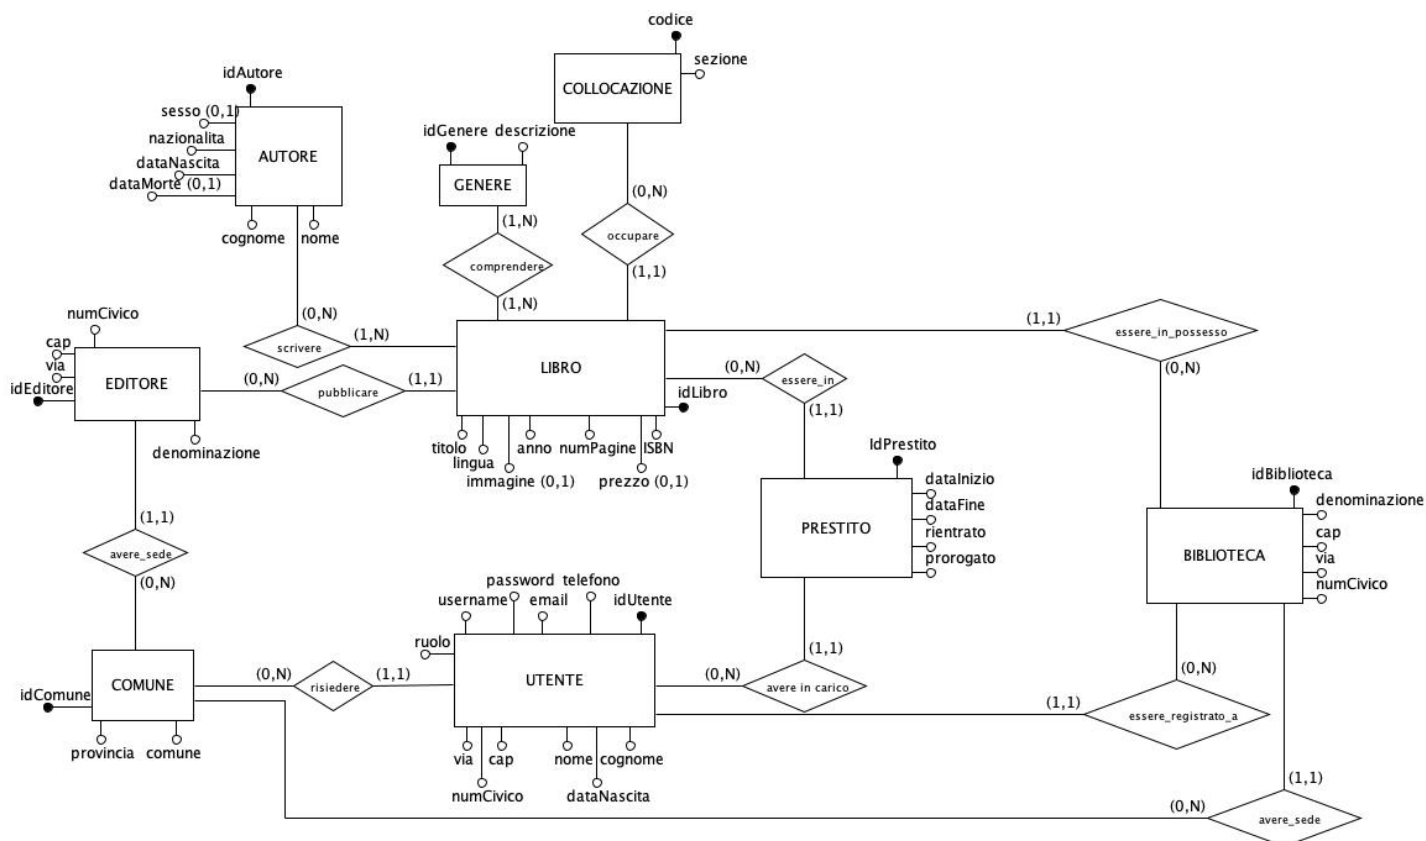 codice
sezione
COLLOCAZIONE
idAutore
sesso (0,1)
nazionalita
dataNascita
dataMorte (0,1)
AUTORE
cognome
nome
idGenere
descrizione
GENERE
(1,N)
comprendere
(1,N)
(0,N)
occupare
(1,1)
(0,N)
scrivere
(1,N)
numCivico
cap
via
idEditore
EDITORE
denominazione
(0,N)
pubblicare
(1,1)
LIBRO
idLibro
titolo
lingua
immagine (0,1)
anno
numPagine
prezzo (0,1)
ISBN
(1,1)
essere_in_possesso
(0,N)
(0,N)
essere_in
(1,1)
IdPrestito
dataInizio
dataFine
rientrato
prorogato
PRESTITO
idBiblioteca
denominazione
cap
via
numCivico
BIBLIOTECA
(1,1)
avere_sede
(0,N)
idComune
COMUNE
provincia
comune
(0,N)
risiedere
(1,1)
ruolo
username
password
email
telefono
idUtente
UTENTE
via
numCivico
cap
nome
dataNascita
cognome
(1,1)
(0,N)
avere in carico
(1,1)
essere_registrato_a
(0,N)
(1,1)
(0,N)
avere_sede